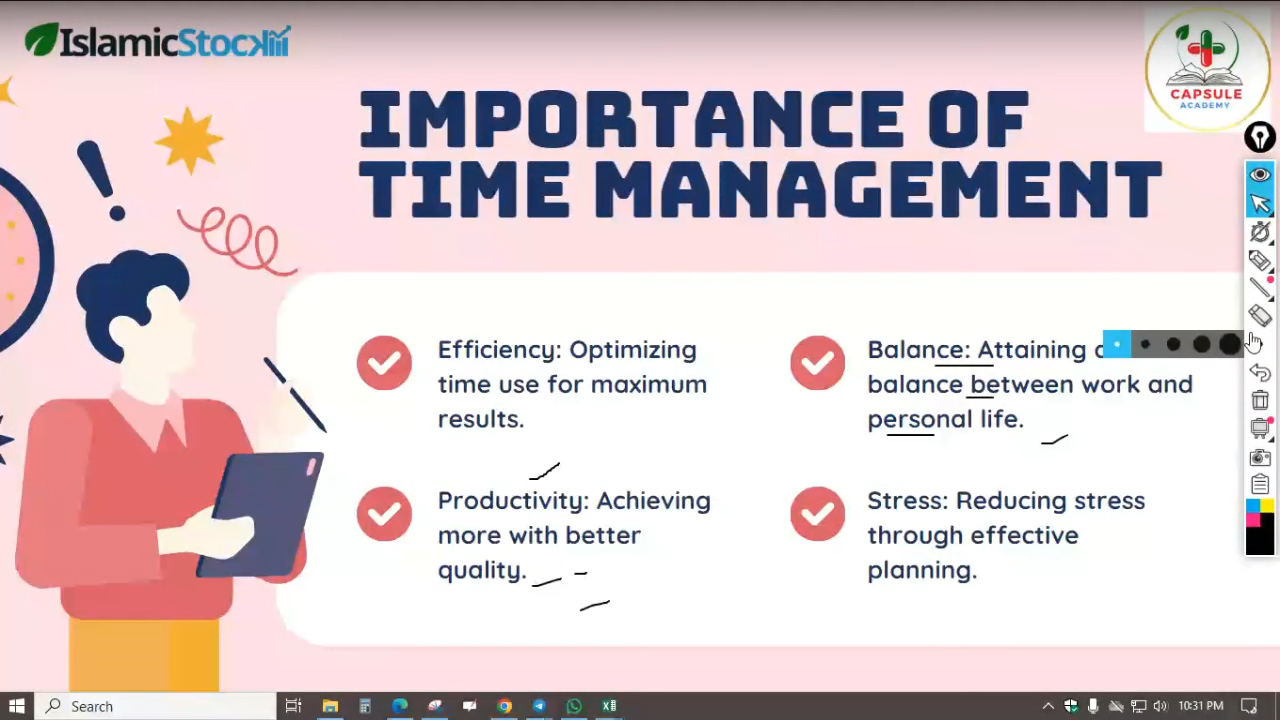 IslamicStock
CAPSULE
ACADEMY
IMPORTANCE OF
TIME MANAGEMENT
Efficiency: Optimizing
time use for maximum
results.
Balance: Attaining
balance between work and
personal life.
Productivity: Achieving
more with better
quality.
Stress: Reducing stress
through effective
planning.
Search
10:31 PM